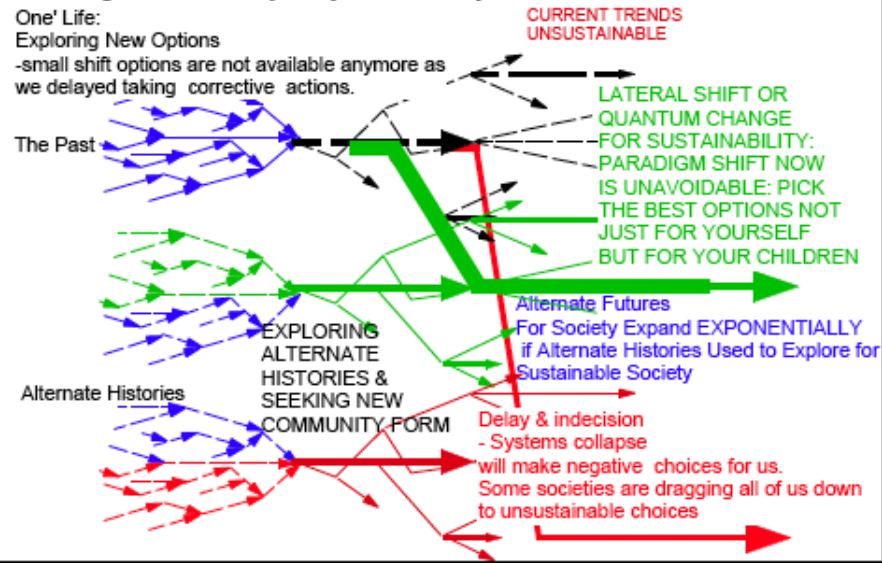 One' Life:
Exploring New Options
-small shift options are not available anymore as
we delayed taking corrective actions.
CURRENT TRENDS
UNSUSTAINABLE
The Past
LATERAL SHIFT OR
QUANTUM CHANGE
FOR SUSTAINABILITY:
PARADIGM SHIFT NOW
IS UNAVOIDABLE: PICK
THE BEST OPTIONS NOT
JUST FOR YOURSELF
BUT FOR YOUR CHILDREN
Alternate Futures
For Society Expand EXPONENTIALLY
if Alternate Histories Used to Explore for
Sustainable Society
EXPLORING
ALTERNATE
HISTORIES &
SEEKING NEW
COMMUNITY FORM
Alternate Histories
Delay & indecision
- Systems collapse
will make negative choices for us.
Some societies are dragging all of us down
to unsustainable choices